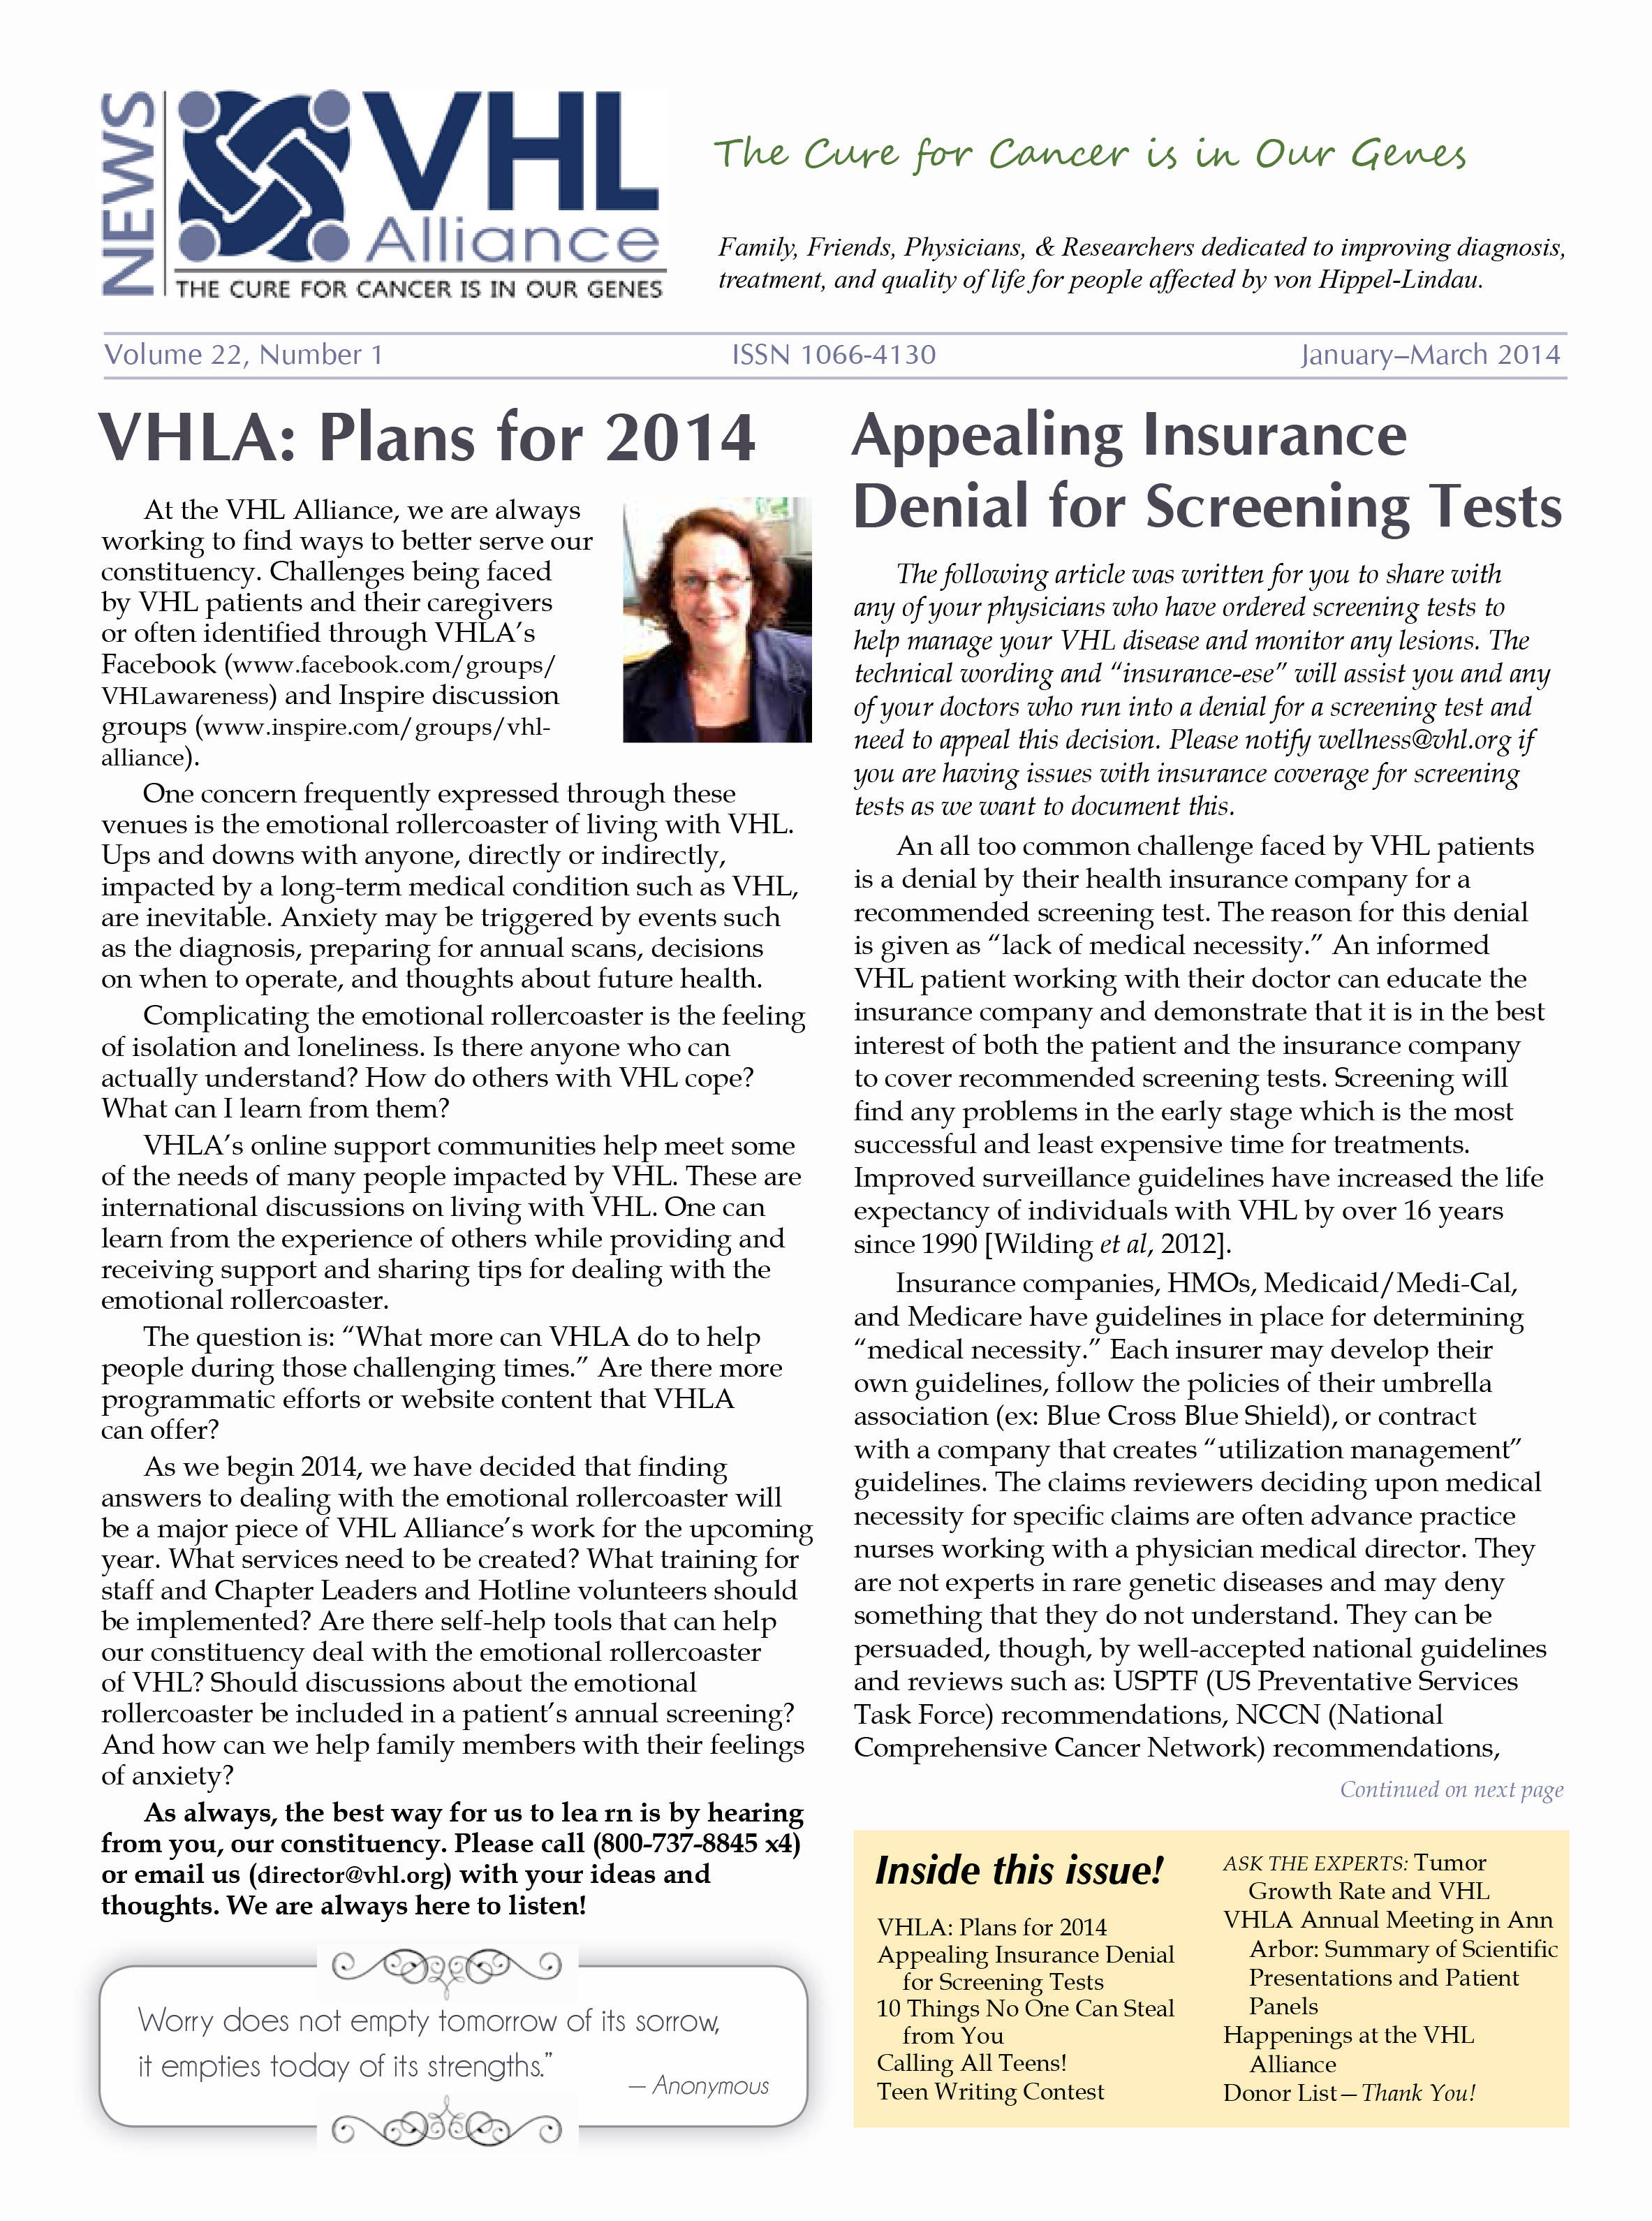 NEWS
VHL
Alliance
THE CURE FOR CANCER IS IN OUR GENES
The Cure for Cancer is in Our Genes
Family, Friends, Physicians, & Researchers dedicated to improving diagnosis,
treatment, and quality of life for people affected by von Hippel-Lindau.
Volume 22, Number 1
ISSN 1066-4130
January–March 2014
VHLA: Plans for 2014
At the VHL Alliance, we are always
working to find ways to better serve our
constituency. Challenges being faced
by VHL patients and their caregivers
or often identified through VHLA’s
Facebook (www.facebook.com/groups/
VHLawareness) and Inspire discussion
groups (www.inspire.com/groups/vhl-
alliance).
One concern frequently expressed through these
venues is the emotional rollercoaster of living with VHL.
Ups and downs with anyone, directly or indirectly,
impacted by a long-term medical condition such as VHL,
are inevitable. Anxiety may be triggered by events such
as the diagnosis, preparing for annual scans, decisions
on when to operate, and thoughts about future health.
Complicating the emotional rollercoaster is the feeling
of isolation and loneliness. Is there anyone who can
actually understand? How do others with VHL cope?
What can I learn from them?
VHLA’s online support communities help meet some
of the needs of many people impacted by VHL. These are
international discussions on living with VHL. One can
learn from the experience of others while providing and
receiving support and sharing tips for dealing with the
emotional rollercoaster.
The question is: “What more can VHLA do to help
people during those challenging times.” Are there more
programmatic efforts or website content that VHLA
can offer?
As we begin 2014, we have decided that finding
answers to dealing with the emotional rollercoaster will
be a major piece of VHL Alliance’s work for the upcoming
year. What services need to be created? What training for
staff and Chapter Leaders and Hotline volunteers should
be implemented? Are there self-help tools that can help
our constituency deal with the emotional rollercoaster
of VHL? Should discussions about the emotional
rollercoaster be included in a patient’s annual screening?
And how can we help family members with their feelings
of anxiety?
As always, the best way for us to lea rn is by hearing
from you, our constituency. Please call (800-737-8845 x4)
or email us (director@vhl.org) with your ideas and
thoughts. We are always here to listen!
Worry does not empty tomorrow of its sorrow,
it empties today of its strengths.”
— Anonymous
Appealing Insurance
Denial for Screening Tests
The following article was written for you to share with
any of your physicians who have ordered screening tests to
help manage your VHL disease and monitor any lesions. The
technical wording and “insurance-ese” will assist you and any
of your doctors who run into a denial for a screening test and
need to appeal this decision. Please notify wellness@vhl.org if
you are having issues with insurance coverage for screening
tests as we want to document this.
An all too common challenge faced by VHL patients
is a denial by their health insurance company for a
recommended screening test. The reason for this denial
is given as “lack of medical necessity.” An informed
VHL patient working with their doctor can educate the
insurance company and demonstrate that it is in the best
interest of both the patient and the insurance company
to cover recommended screening tests. Screening will
find any problems in the early stage which is the most
successful and least expensive time for treatments.
Improved surveillance guidelines have increased the life
expectancy of individuals with VHL by over 16 years
since 1990 [Wilding et al, 2012].
Insurance companies, HMOs, Medicaid/Medi-Cal,
and Medicare have guidelines in place for determining
“medical necessity.” Each insurer may develop their
own guidelines, follow the policies of their umbrella
association (ex: Blue Cross Blue Shield), or contract
with a company that creates “utilization management”
guidelines. The claims reviewers deciding upon medical
necessity for specific claims are often advance practice
nurses working with a physician medical director. They
are not experts in rare genetic diseases and may deny
something that they do not understand. They can be
persuaded, though, by well-accepted national guidelines
and reviews such as: USPTF (US Preventative Services
Task Force) recommendations, NCCN (National
Comprehensive Cancer Network) recommendations,
Continued on next page
Inside this issue!
VHLA: Plans for 2014
Appealing Insurance Denial
for Screening Tests
10 Things No One Can Steal
from You
Calling All Teens!
Teen Writing Contest
ASK THE EXPERTS: Tumor
Growth Rate and VHL
VHLA Annual Meeting in Ann
Arbor: Summary of Scientific
Presentations and Patient
Panels
Happenings at the VHL
Alliance
Donor List—Thank You!